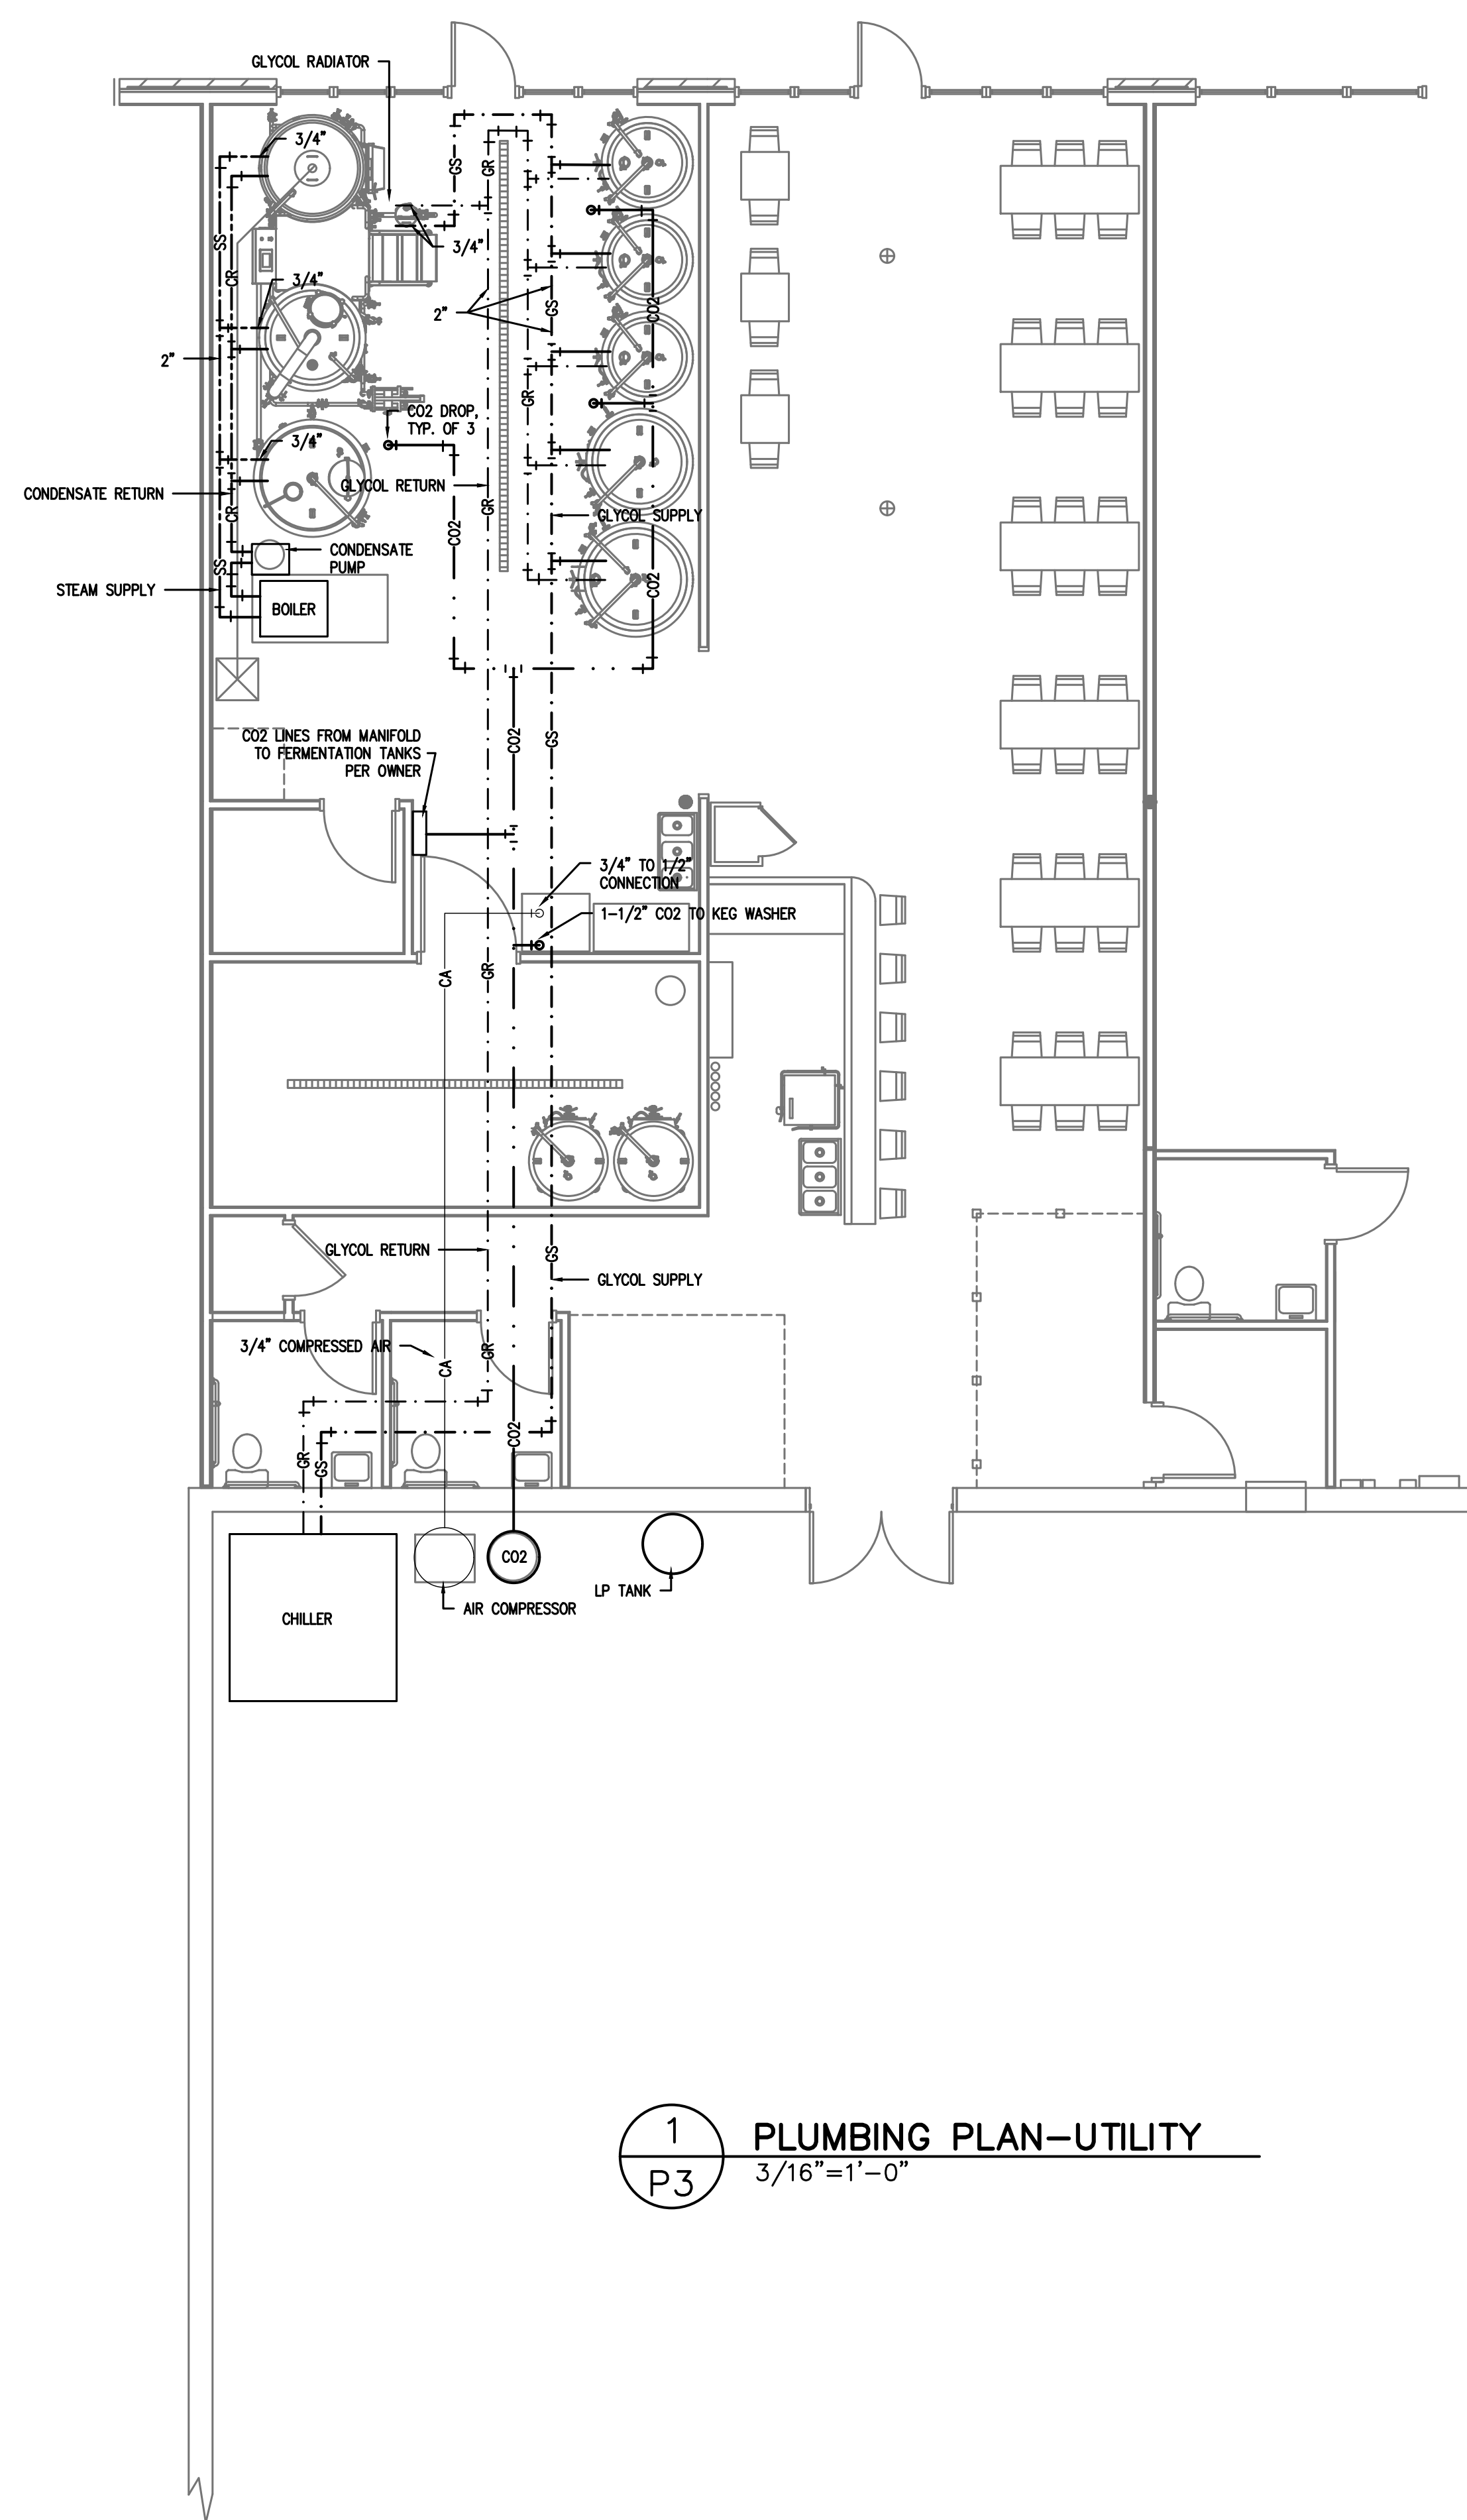 GLYCOL RADIATOR
3/4"
GS
GR
SS
CR
3/4"
3/4"
2"
GS
CO2
2"
GR
CO2 DROP,
TYP. OF 3
3/4"
GLYCOL RETURN
CONDENSATE RETURN
GR
CR
GLYCOL SUPPLY
CO2
CONDENSATE
PUMP
SS
CO2
STEAM SUPPLY
BOILER
CO2 LINES FROM MANIFOLD
TO FERMENTATION TANKS
PER OWNER
CO2
GS
3/4" TO 1/2"
CONNECTION
1-1/2" CO2 TO KEG WASHER
CA
GR
GLYCOL RETURN
GS
GLYCOL SUPPLY
3/4" COMPRESSED AIR
GR
CA
CO2
GR
GS
CO2
LP TANK
AIR COMPRESSOR
CHILLER
1
P3
PLUMBING PLAN-UTILITY
3/16"=1'-0"